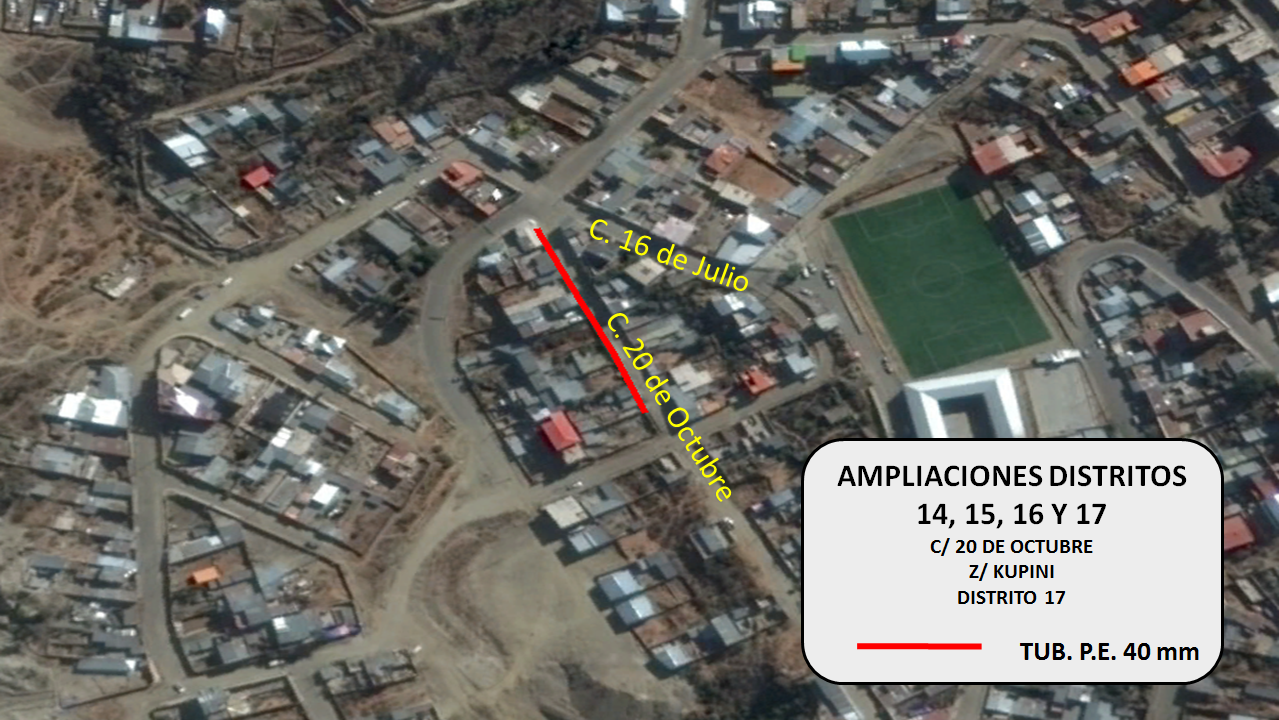 C. 16 de Julio
C. 20 de Octubre
AMPLIACIONES DISTRITOS
14, 15, 16 Y 17
C/ 20 DE OCTUBRE
Z/ KUPINI
DISTRITO 17
TUB. P.E. 40 mm